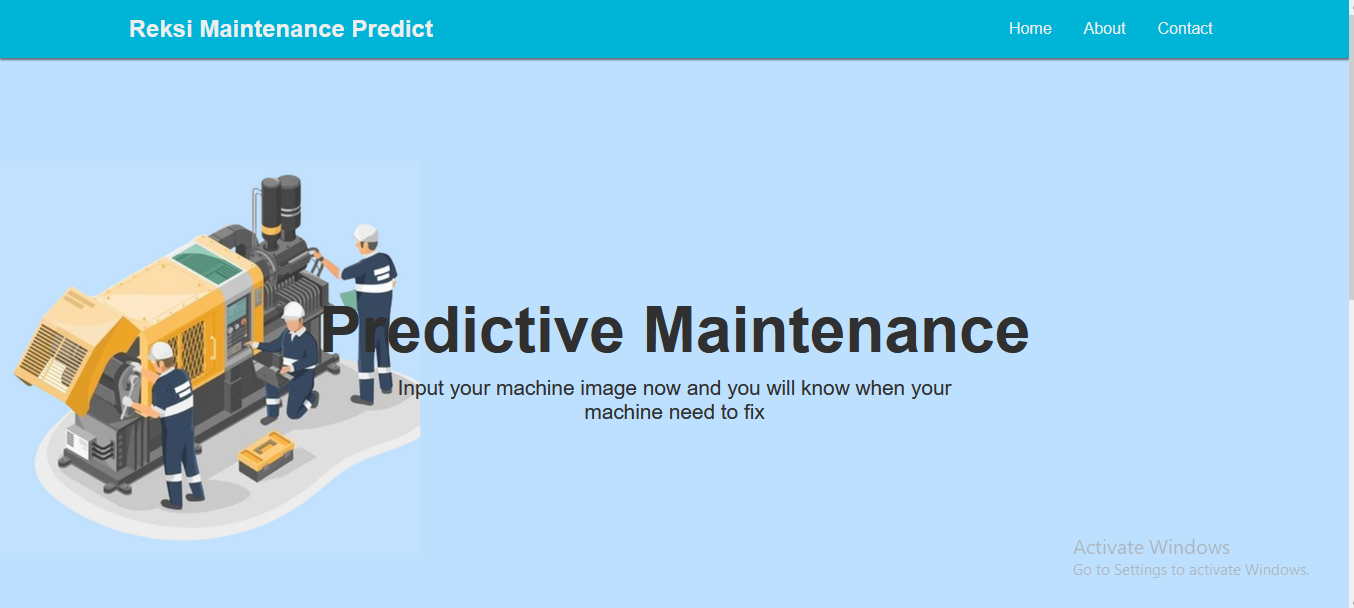 Reksi Maintenance Predict
Home About Contact
Predictive Maintenance
Input your machine image now and you will know when your
machine need to fix
Activate Windows
Go to Settings to activate Windows.